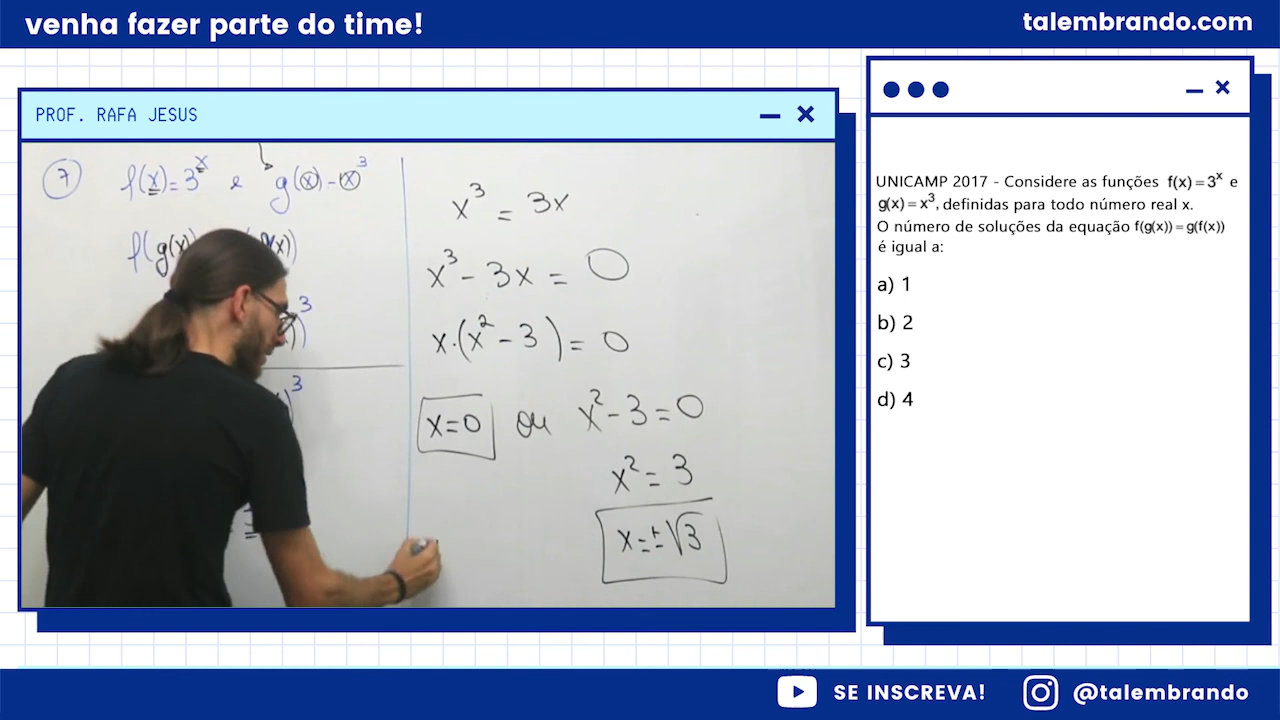 venha fazer parte do time!
talembrando.com
PROF. RAFA JESUS
7 f(x)=3^x e g(x)=x^3
f(g(x)) (x))
)^3
)^3
x^3 = 3x
x^3 - 3x = 0
x.(x^2 - 3) = 0
x=0 ou x^2-3=0
x^2 = 3
x=±√3
UNICAMP 2017 - Considere as funções f(x)=3^x e
g(x)=x^3, definidas para todo número real x.
O número de soluções da equação f(g(x))=g(f(x))
é igual a:
a) 1
b) 2
c) 3
d) 4
SE INSCREVA!
@talembrando